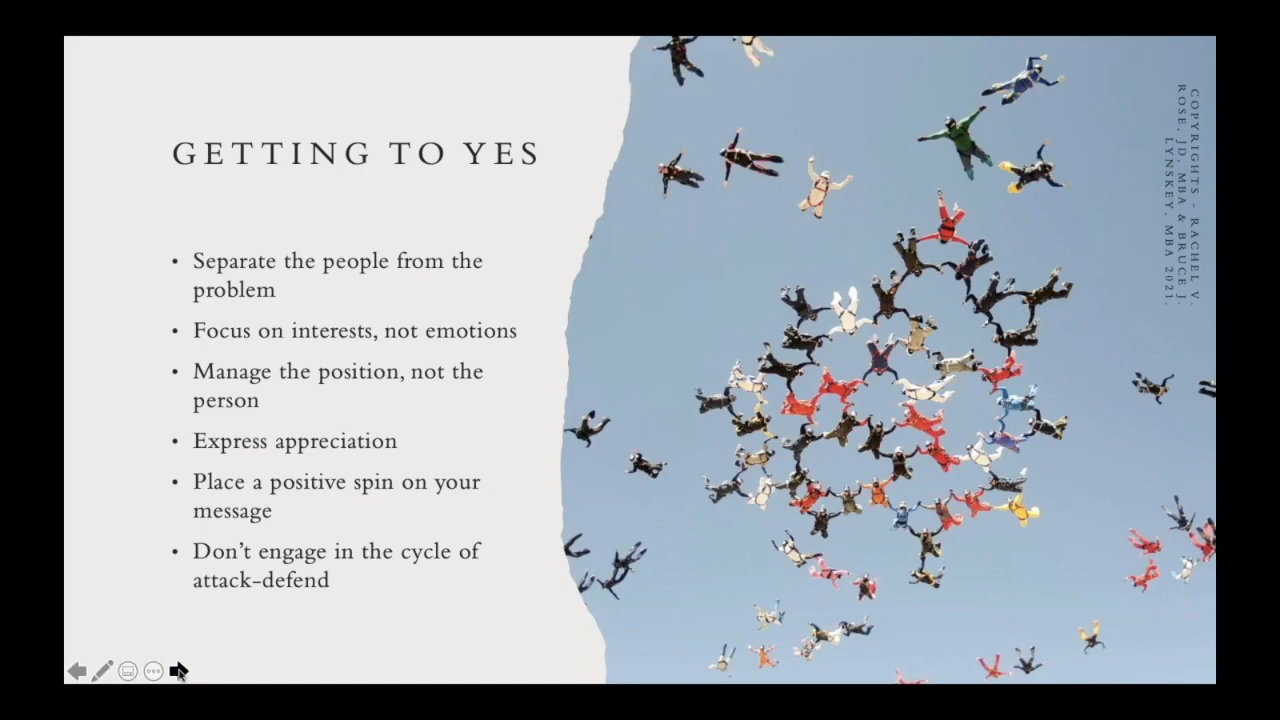 GETTING TO YES
• Separate the people from the
problem
• Focus on interests, not emotions
• Manage the position, not the
person
• Express appreciation
• Place a positive spin on your
message
• Don't engage in the cycle of
attack-defend
COPYRIGHTS - RACHEL V.
ROSE, JD, MBA & BRUCE J.
LYNSKEY, MBA 2021.